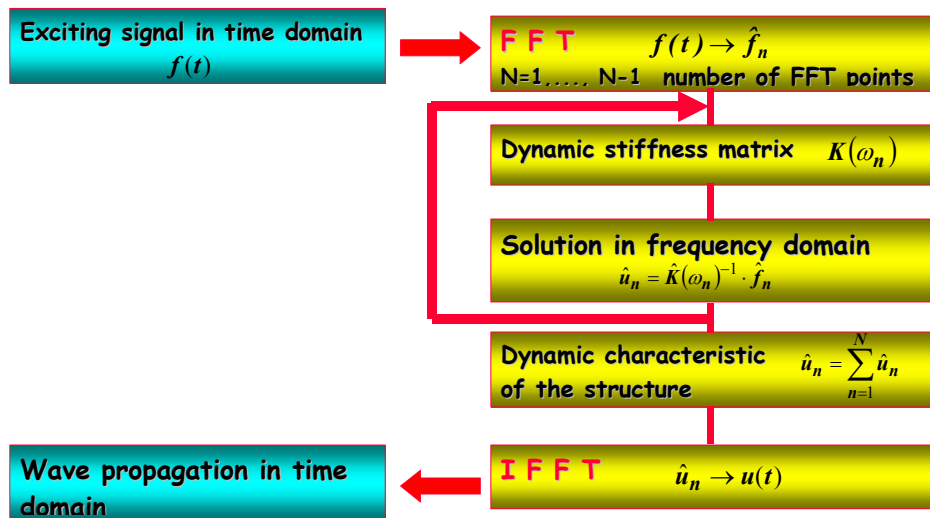 Exciting signal in time domain
f(t)
F F T f(t) → f̂ₙ
N=1,..., N-1 number of FFT points
Dynamic stiffness matrix K(ωₙ)
Solution in frequency domain
ûₙ = K̂(ωₙ)⁻¹ · f̂ₙ
Dynamic characteristic
of the structure
ûₙ = ∑ₙ₌₁ᴺ ûₙ
Wave propagation in time
domain
I F F T ûₙ → u(t)